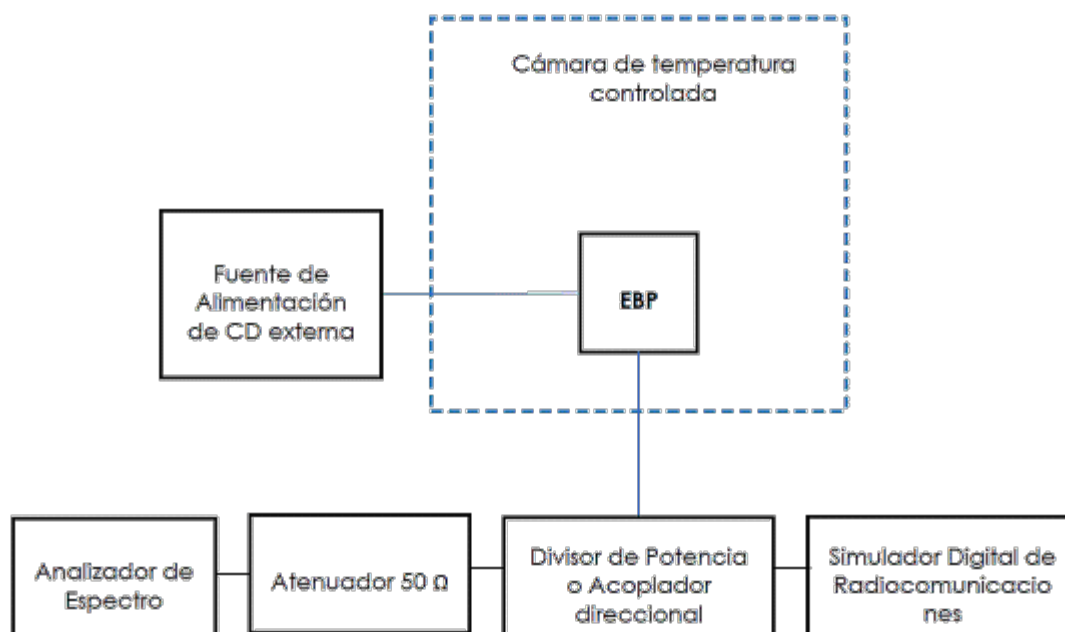 Cámara de temperatura
controlada
Fuente de
Alimentación
de CD externa
EBP
Analizador de
Espectro
Atenuador 50 Ω
Divisor de Potencia
o Acoplador
direccional
Simulador Digital de
Radiocomunicacio
nes